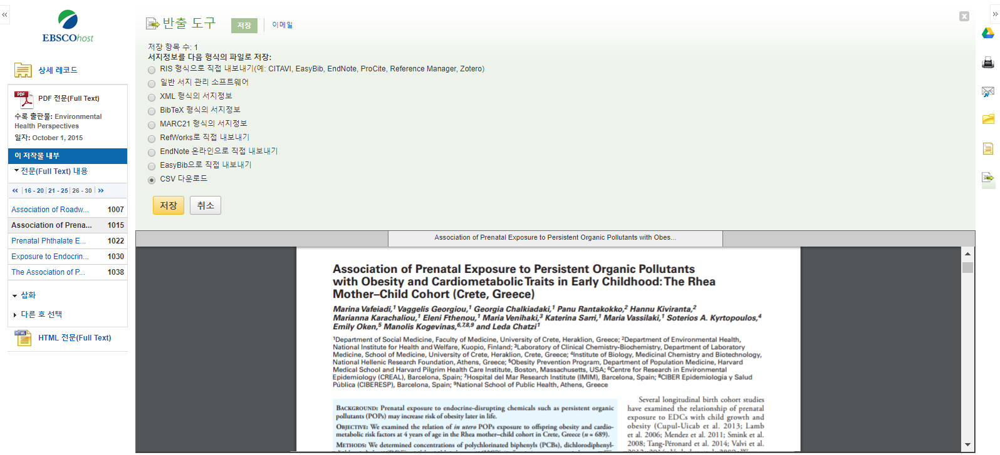 «
»
EBSCOhost
상세 레코드
PDF
PDF 전문(Full Text)
수록 출판물: Environmental
Health Perspectives
일자: October 1, 2015
이 저작물 내부
전문(Full Text) 내용
« 16 - 20 21 - 25 26 - 30 »
Association of Roadw... 1007
Association of Prena... 1015
Prenatal Phthalate E... 1022
Exposure to Endocrin... 1030
The Association of P... 1038
삽화
다른 호 선택
HTML
HTML 전문(Full Text)
반출 도구 저장 이메일
x
저장 항목 수: 1
서지정보를 다음 형식의 파일로 저장:
RIS 형식으로 직접 내보내기(예: CITAVI, EasyBib, EndNote, ProCite, Reference Manager, Zotero)
일반 서지 관리 소프트웨어
XML 형식의 서지정보
BibTeX 형식의 서지정보
MARC21 형식의 서지정보
RefWorks로 직접 내보내기
EndNote 온라인으로 직접 내보내기
EasyBib으로 직접 내보내기
CSV 다운로드
저장 취소
Association of Prenatal Exposure to Persistent Organic Pollutants with Obes...
Association of Prenatal Exposure to Persistent Organic Pollutants
with Obesity and Cardiometabolic Traits in Early Childhood: The Rhea
Mother–Child Cohort (Crete, Greece)
Marina Vafeiadi,1 Vaggelis Georgiou,1 Georgia Chalkiadaki,1 Panu Rantakokko,2 Hannu Kiviranta,2
Marianna Karachaliou,1 Eleni Fthenou,1 Maria Venihaki,3 Katerina Sarri,1 Maria Vassilaki,1 Soterios A. Kyrtopoulos,4
Emily Oken,5 Manolis Kogevinas,6,7,8,9 and Leda Chatzi1
1Department of Social Medicine, Faculty of Medicine, University of Crete, Heraklion, Greece; 2Department of Environmental Health,
National Institute for Health and Welfare, Kuopio, Finland; 3Laboratory of Clinical Chemistry-Biochemistry, Department of Laboratory
Medicine, School of Medicine, University of Crete, Heraklion, Crete, Greece; 4Institute of Biology, Medicinal Chemistry and Biotechnology,
National Hellenic Research Foundation, Athens, Greece; 5Obesity Prevention Program, Department of Population Medicine, Harvard
Medical School and Harvard Pilgrim Health Care Institute, Boston, Massachusetts, USA; 6Centre for Research in Environmental
Epidemiology (CREAL), Barcelona, Spain; 7Hospital del Mar Research Institute (IMIM), Barcelona, Spain; 8CIBER Epidemiología y Salud
Pública (CIBERESP), Barcelona, Spain; 9National School of Public Health, Athens, Greece
Background: Prenatal exposure to endocrine-disrupting chemicals such as persistent organic
pollutants (POPs) may increase risk of obesity later in life.
Objective: We examined the relation of in utero POPs exposure to offspring obesity and cardio-
metabolic risk factors at 4 years of age in the Rhea mother–child cohort in Crete, Greece (n = 689).
Methods: We determined concentrations of polychlorinated biphenyls (PCBs), dichlorodiphenyl-
Several longitudinal birth cohort studies
have examined the relationship of prenatal
exposure to EDCs with child growth and
obesity (Cupul-Uicab et al. 2013; Lamb
et al. 2006; Mendez et al. 2011; Smink et al.
2008; Tang-Péronard et al. 2014; Valvi et al.